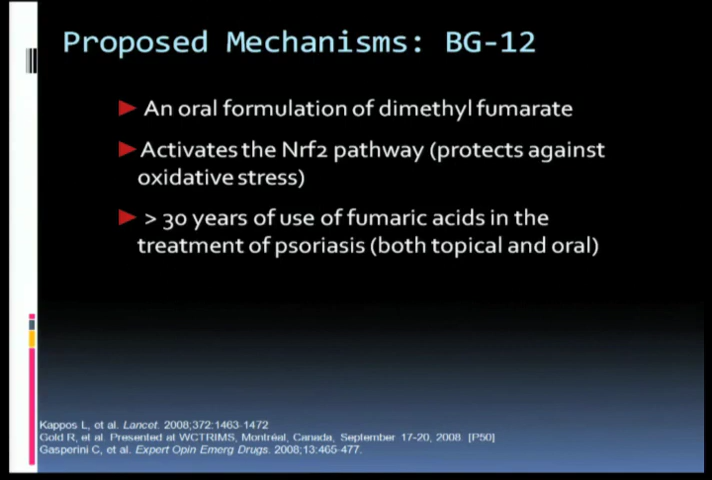 Proposed Mechanisms: BG-12
An oral formulation of dimethyl fumarate
Activates the Nrf2 pathway (protects against
oxidative stress)
> 30 years of use of fumaric acids in the
treatment of psoriasis (both topical and oral)
Kappos L, et al. Lancet. 2008;372:1463-1472
Gold R, et al. Presented at WCTRIMS, Montréal, Canada, September 17-20, 2008. [P50]
Gasperini C, et al. Expert Opin Emerg Drugs. 2008;13:465-477.